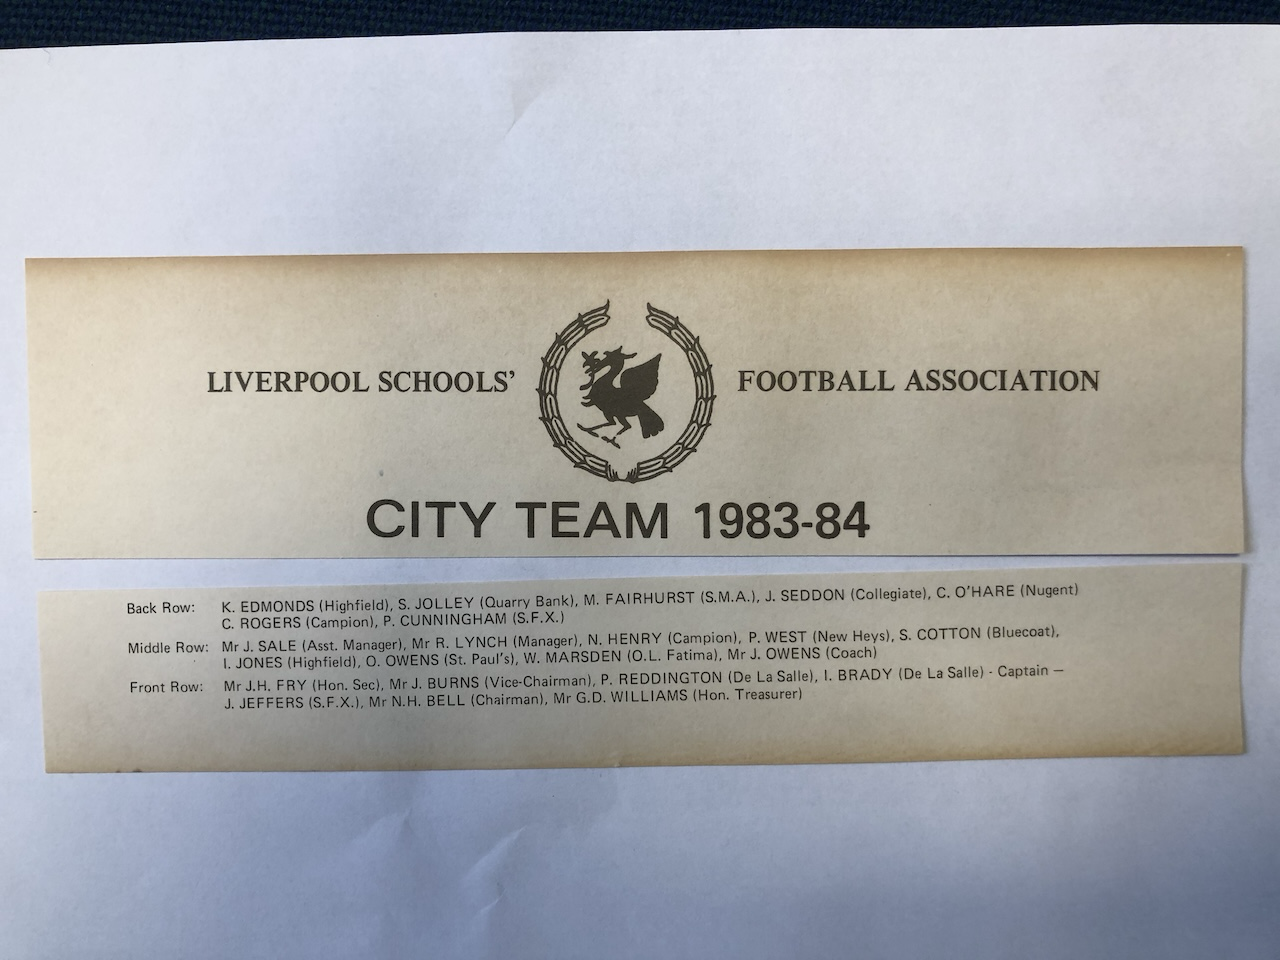 LIVERPOOL SCHOOLS' FOOTBALL ASSOCIATION
CITY TEAM 1983-84
Back Row: K. EDMONDS (Highfield), S. JOLLEY (Quarry Bank), M. FAIRHURST (S.M.A.), J. SEDDON (Collegiate), C. O'HARE (Nugent)
C. ROGERS (Campion), P. CUNNINGHAM (S.F.X.)
Middle Row: Mr J. SALE (Asst. Manager), Mr R. LYNCH (Manager), N. HENRY (Campion), P. WEST (New Heys), S. COTTON (Bluecoat),
I. JONES (Highfield), O. OWENS (St. Paul's), W. MARSDEN (O.L. Fatima), Mr J. OWENS (Coach)
Front Row: Mr J.H. FRY (Hon. Sec), Mr J. BURNS (Vice-Chairman), P. REDDINGTON (De La Salle), I. BRADY (De La Salle) - Captain —
J. JEFFERS (S.F.X.), Mr N.H. BELL (Chairman), Mr G.D. WILLIAMS (Hon. Treasurer)